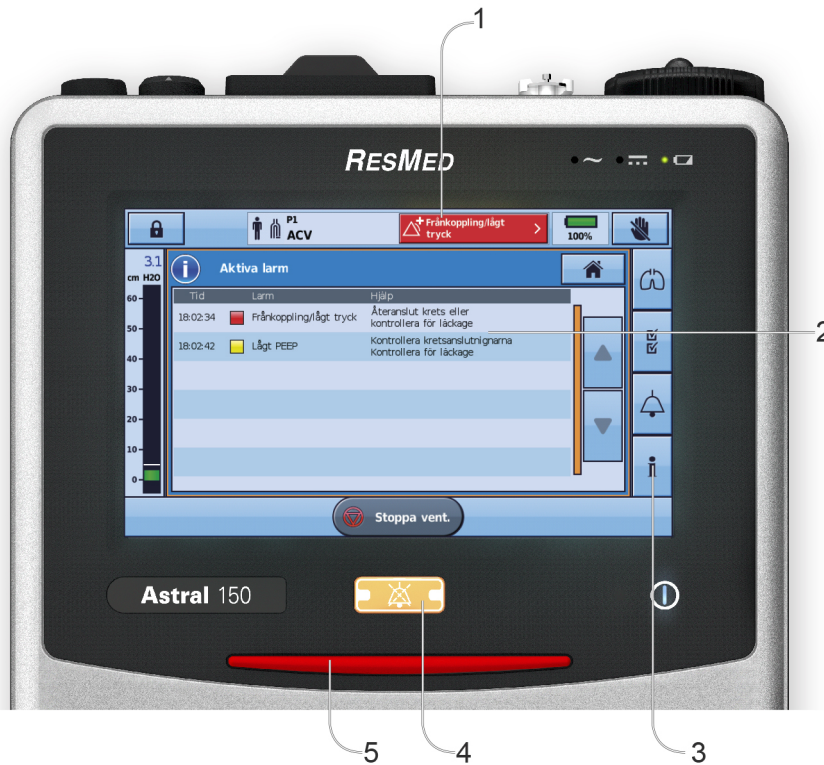 1
RESMED
P1
ACV
Frånkoppling/lågt
tryck
100%
3.1
cm H2O
Aktiva larm
Tid Larm Hjälp
18:02:34 Frånkoppling/lågt tryck Återanslut krets eller
kontrollera för läckage
18:02:42 Lågt PEEP Kontrollera kretsanslutnignarna
Kontrollera för läckage
60
50
40
30
20
10
0
2
Stoppa vent.
Astral 150
5
4
3